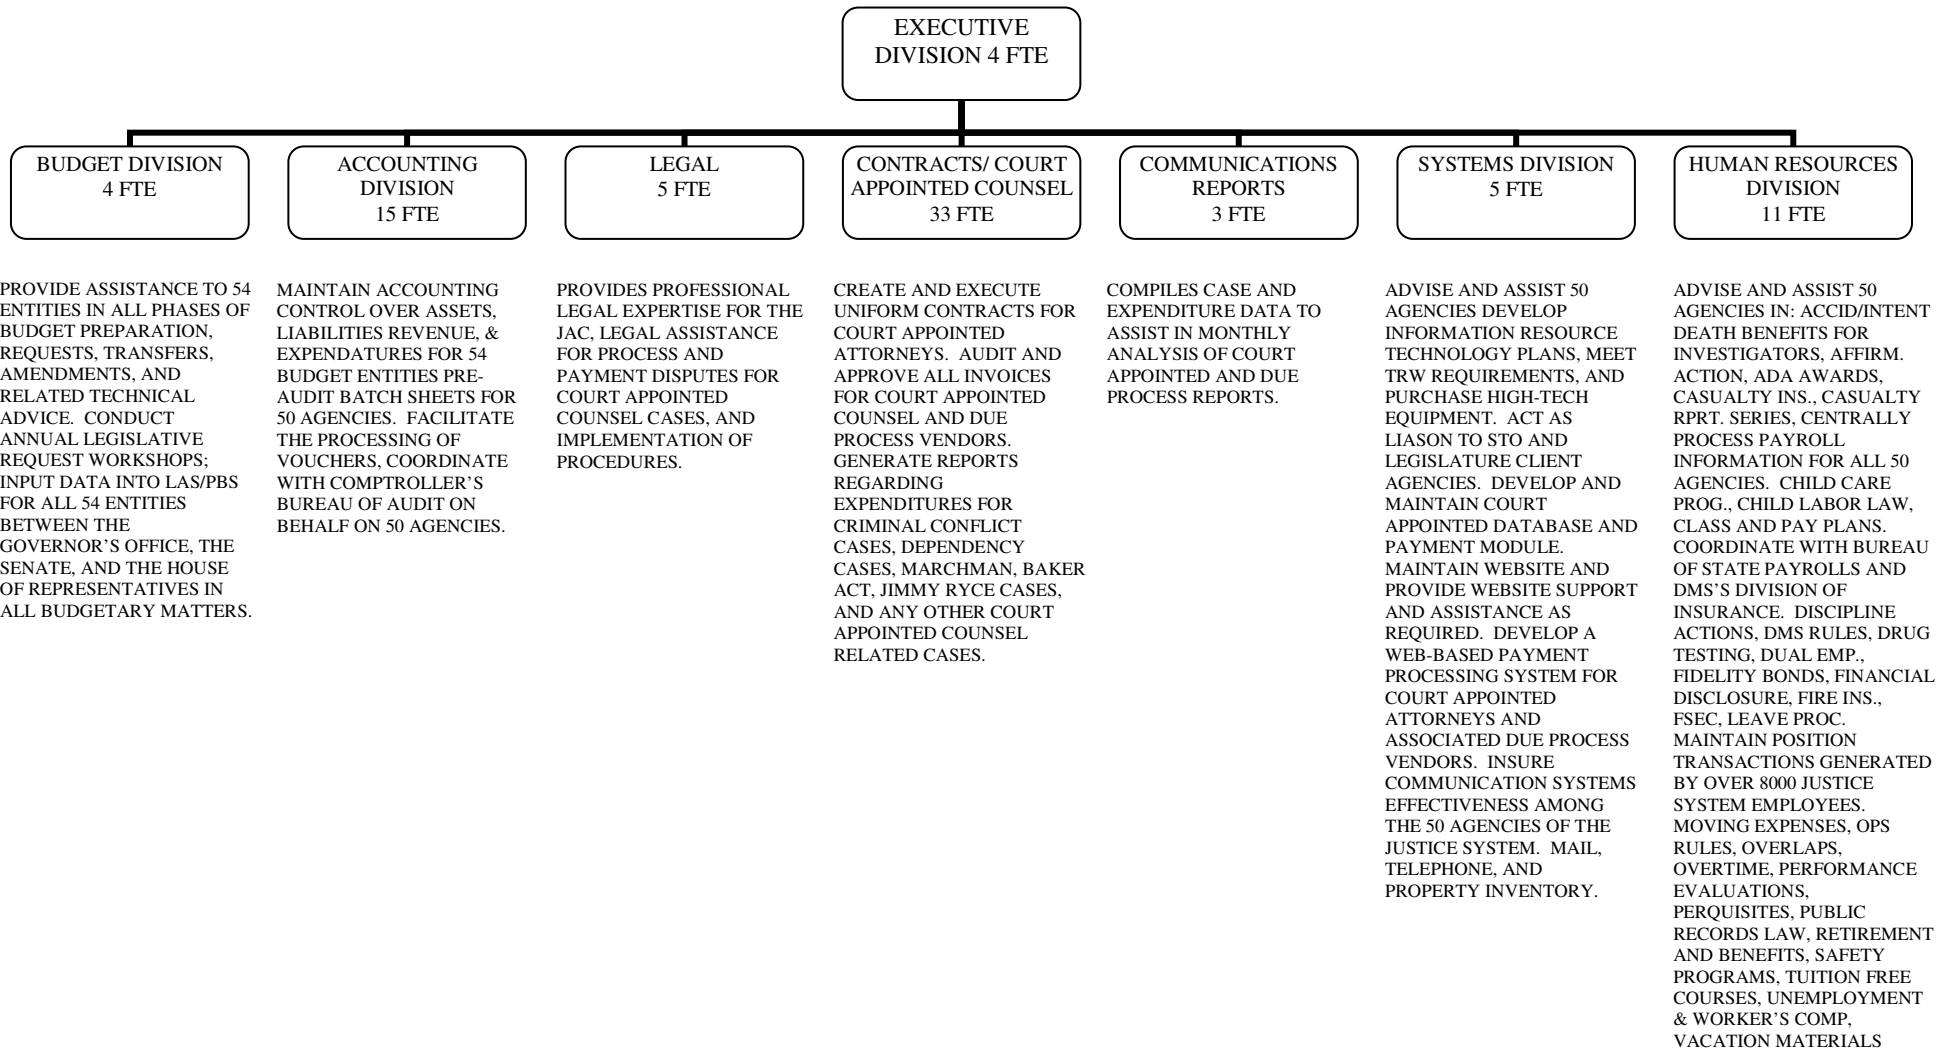 EXECUTIVE
DIVISION 4 FTE
BUDGET DIVISION
4 FTE
ACCOUNTING
DIVISION
15 FTE
LEGAL
5 FTE
CONTRACTS/ COURT
APPOINTED COUNSEL
33 FTE
COMMUNICATIONS
REPORTS
3 FTE
SYSTEMS DIVISION
5 FTE
HUMAN RESOURCES
DIVISION
11 FTE
PROVIDE ASSISTANCE TO 54
ENTITIES IN ALL PHASES OF
BUDGET PREPARATION,
REQUESTS, TRANSFERS,
AMENDMENTS, AND
RELATED TECHNICAL
ADVICE. CONDUCT
ANNUAL LEGISLATIVE
REQUEST WORKSHOPS;
INPUT DATA INTO LAS/PBS
FOR ALL 54 ENTITIES
BETWEEN THE
GOVERNOR'S OFFICE, THE
SENATE, AND THE HOUSE
OF REPRESENTATIVES IN
ALL BUDGETARY MATTERS.
MAINTAIN ACCOUNTING
CONTROL OVER ASSETS,
LIABILITIES REVENUE, &
EXPENDATURES FOR 54
BUDGET ENTITIES PRE-
AUDIT BATCH SHEETS FOR
50 AGENCIES. FACILITATE
THE PROCESSING OF
VOUCHERS, COORDINATE
WITH COMPTROLLER'S
BUREAU OF AUDIT ON
BEHALF ON 50 AGENCIES.
PROVIDES PROFESSIONAL
LEGAL EXPERTISE FOR THE
JAC, LEGAL ASSISTANCE
FOR PROCESS AND
PAYMENT DISPUTES FOR
COURT APPOINTED
COUNSEL CASES, AND
IMPLEMENTATION OF
PROCEDURES.
CREATE AND EXECUTE
UNIFORM CONTRACTS FOR
COURT APPOINTED
ATTORNEYS. AUDIT AND
APPROVE ALL INVOICES
FOR COURT APPOINTED
COUNSEL AND DUE
PROCESS VENDORS.
GENERATE REPORTS
REGARDING
EXPENDITURES FOR
CRIMINAL CONFLICT
CASES, DEPENDENCY
CASES, MARCHMAN, BAKER
ACT, JIMMY RYCE CASES,
AND ANY OTHER COURT
APPOINTED COUNSEL
RELATED CASES.
COMPILES CASE AND
EXPENDITURE DATA TO
ASSIST IN MONTHLY
ANALYSIS OF COURT
APPOINTED AND DUE
PROCESS REPORTS.
ADVISE AND ASSIST 50
AGENCIES DEVELOP
INFORMATION RESOURCE
TECHNOLOGY PLANS, MEET
TRW REQUIREMENTS, AND
PURCHASE HIGH-TECH
EQUIPMENT. ACT AS
LIASON TO STO AND
LEGISLATURE CLIENT
AGENCIES. DEVELOP AND
MAINTAIN COURT
APPOINTED DATABASE AND
PAYMENT MODULE.
MAINTAIN WEBSITE AND
PROVIDE WEBSITE SUPPORT
AND ASSISTANCE AS
REQUIRED. DEVELOP A
WEB-BASED PAYMENT
PROCESSING SYSTEM FOR
COURT APPOINTED
ATTORNEYS AND
ASSOCIATED DUE PROCESS
VENDORS. INSURE
COMMUNICATION SYSTEMS
EFFECTIVENESS AMONG
THE 50 AGENCIES OF THE
JUSTICE SYSTEM. MAIL,
TELEPHONE, AND
PROPERTY INVENTORY.
ADVISE AND ASSIST 50
AGENCIES IN: ACCID/INTENT
DEATH BENEFITS FOR
INVESTIGATORS, AFFIRM.
ACTION, ADA AWARDS,
CASUALTY INS., CASUALTY
RPRT. SERIES, CENTRALLY
PROCESS PAYROLL
INFORMATION FOR ALL 50
AGENCIES. CHILD CARE
PROG., CHILD LABOR LAW,
CLASS AND PAY PLANS.
COORDINATE WITH BUREAU
OF STATE PAYROLLS AND
DMS'S DIVISION OF
INSURANCE. DISCIPLINE
ACTIONS, DMS RULES, DRUG
TESTING, DUAL EMP.,
FIDELITY BONDS, FINANCIAL
DISCLOSURE, FIRE INS.,
FSEC, LEAVE PROC.
MAINTAIN POSITION
TRANSACTIONS GENERATED
BY OVER 8000 JUSTICE
SYSTEM EMPLOYEES.
MOVING EXPENSES, OPS
RULES, OVERLAPS,
OVERTIME, PERFORMANCE
EVALUATIONS,
PERQUISITES, PUBLIC
RECORDS LAW, RETIREMENT
AND BENEFITS, SAFETY
PROGRAMS, TUITION FREE
COURSES, UNEMPLOYMENT
& WORKER'S COMP,
VACATION MATERIALS